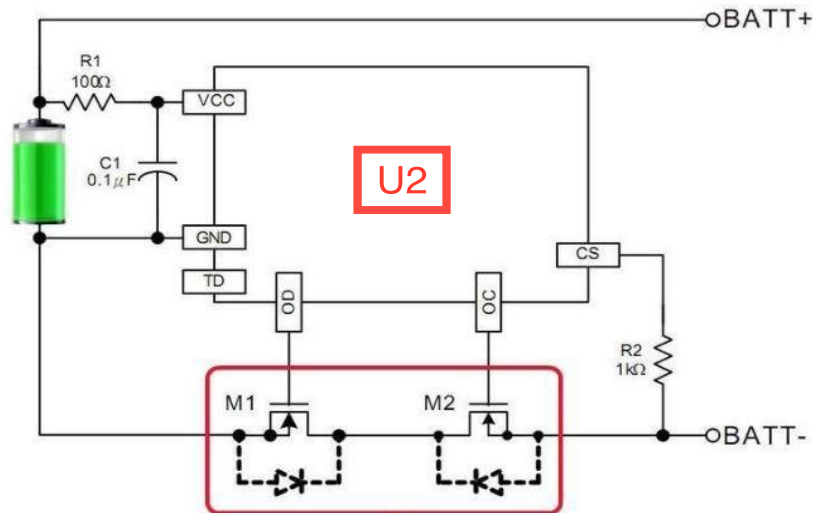 BATT+
R1
100Ω
VCC
C1
0.1μF
U2
GND
CS
TD
OD
OC
R2
1kΩ
M1
M2
BATT-